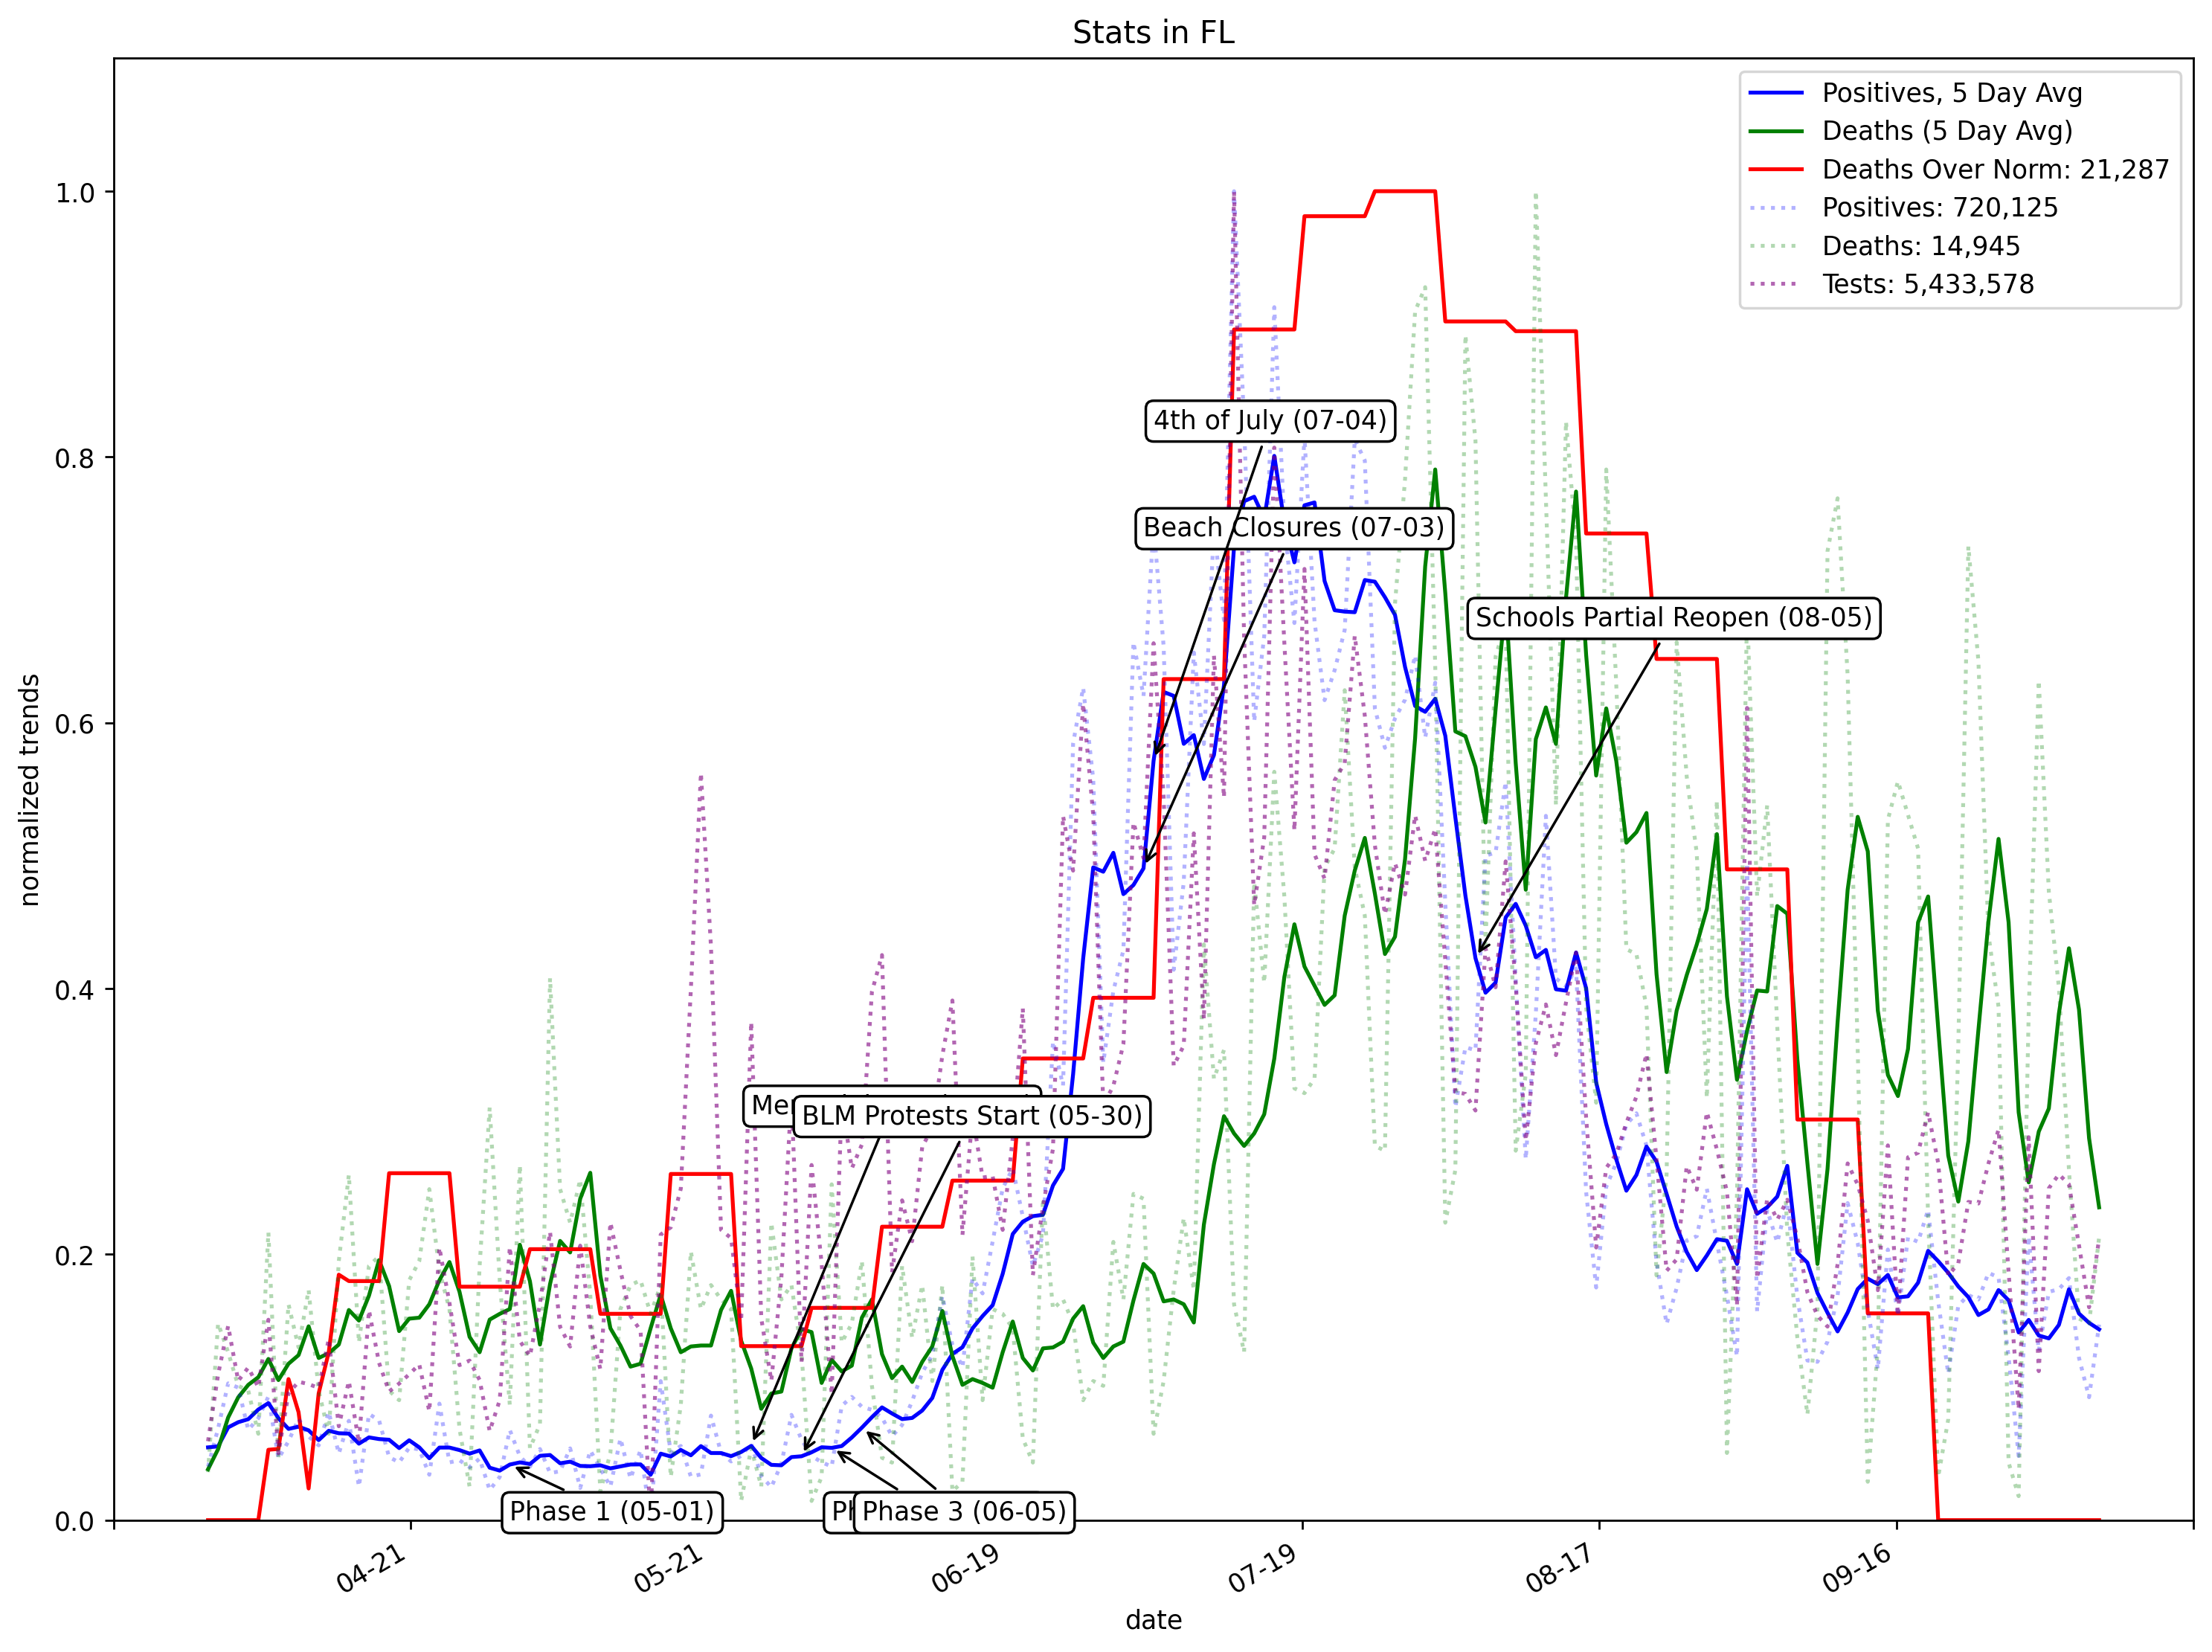 Stats in FL
Positives, 5 Day Avg
Deaths (5 Day Avg)
Deaths Over Norm: 21,287
Positives: 720,125
Deaths: 14,945
Tests: 5,433,578
1.0
0.8
0.6
0.4
0.2
0.0
normalized trends
4th of July (07-04)
Beach Closures (07-03)
Schools Partial Reopen (08-05)
BLM Protests Start (05-30)
Phase 1 (05-01)
Phase 3 (06-05)
04-21
05-21
06-19
07-19
08-17
09-16
date